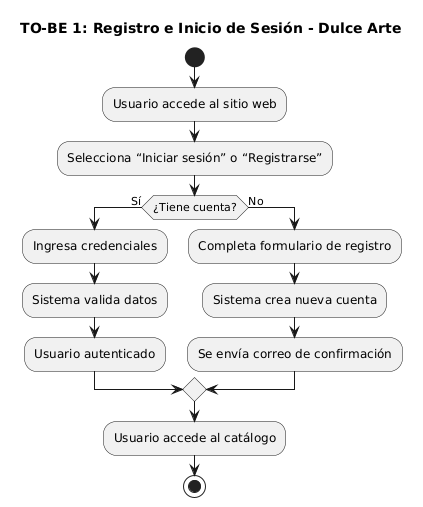 TO-BE 1: Registro e Inicio de Sesión - Dulce Arte
Usuario accede al sitio web
Selecciona “Iniciar sesión” o “Registrarse”
Sí
¿Tiene cuenta?
No
Ingresa credenciales
Completa formulario de registro
Sistema valida datos
Sistema crea nueva cuenta
Usuario autenticado
Se envía correo de confirmación
Usuario accede al catálogo